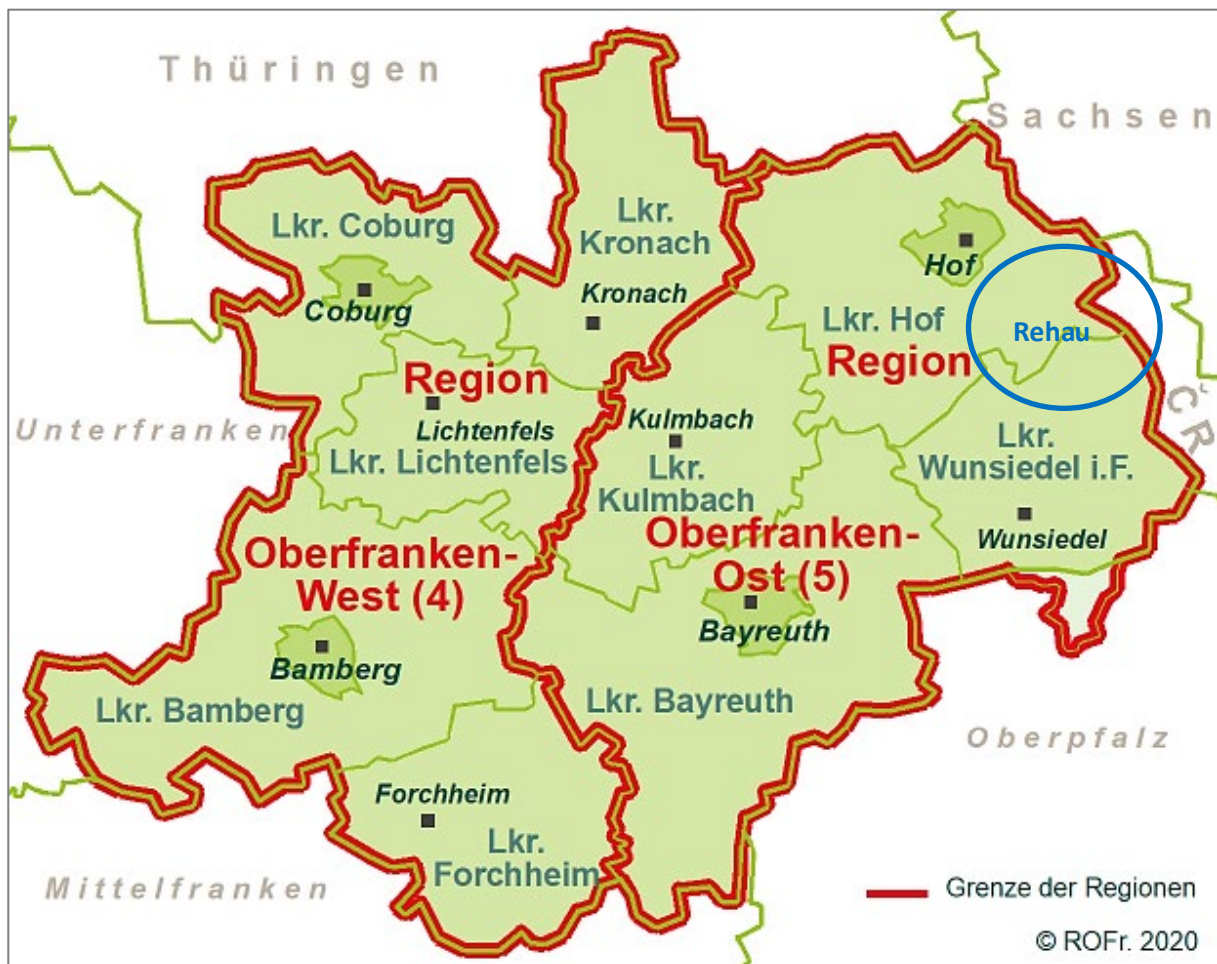 Thüringen
Sachsen
Lkr. Coburg
Lkr.
Kronach
Hof
Coburg
Kronach
Lkr. Hof
Rehau
Region
Region
Unterfranken
Lichtenfels
Lkr. Lichtenfels
Kulmbach
Lkr.
Kulmbach
Lkr.
Wunsiedel i.F.
ČR
Wunsiedel
Oberfranken-
West (4)
Oberfranken-
Ost (5)
Bamberg
Bayreuth
Lkr. Bamberg
Lkr. Bayreuth
Oberpfalz
Forchheim
Lkr.
Forchheim
Mittelfranken
Grenze der Regionen
© ROFr. 2020